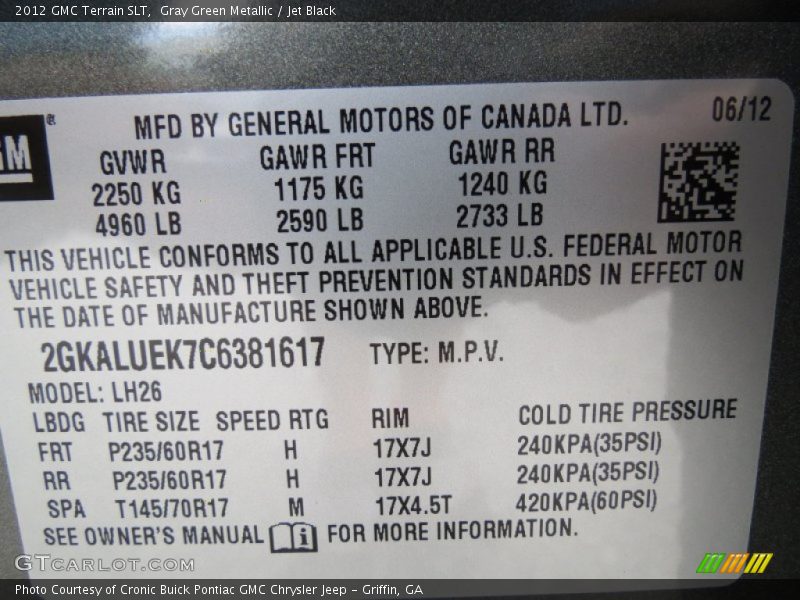 2012 GMC Terrain SLT,  Gray Green Metallic / Jet Black
GM®
MFD BY GENERAL MOTORS OF CANADA LTD. 06/12
GVWR GAWR FRT GAWR RR
2250 KG 1175 KG 1240 KG
4960 LB 2590 LB 2733 LB
THIS VEHICLE CONFORMS TO ALL APPLICABLE U.S. FEDERAL MOTOR
VEHICLE SAFETY AND THEFT PREVENTION STANDARDS IN EFFECT ON
THE DATE OF MANUFACTURE SHOWN ABOVE.
2GKALUEK7C6381617 TYPE: M.P.V.
MODEL: LH26
LBDG TIRE SIZE SPEED RTG RIM COLD TIRE PRESSURE
FRT P235/60R17 H 17X7J 240KPA(35PSI)
RR P235/60R17 H 17X7J 240KPA(35PSI)
SPA T145/70R17 M 17X4.5T 420KPA(60PSI)
SEE OWNER'S MANUAL i FOR MORE INFORMATION.
GTCarLot.com
Photo Courtesy of Cronic Buick Pontiac GMC Chrysler Jeep – Griffin, GA